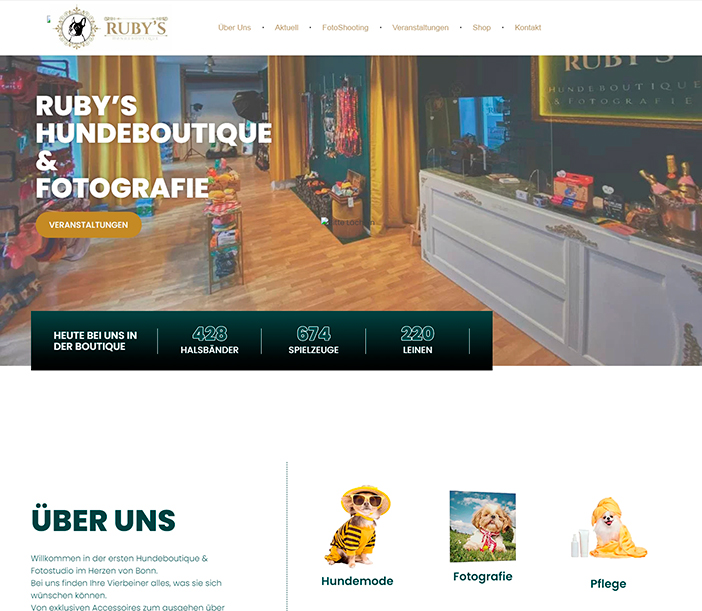 RUBY'S
Über Uns • Aktuell • FotoShooting • Veranstaltungen • Shop • Kontakt
RUBY'S
HUNDEBOUTIQUE
& FOTOGRAFIE
RUBY'S
HUNDEBOUTIQUE
&
FOTOGRAFIE
VERANSTALTUNGEN
HEUTE BEI UNS IN
DER BOUTIQUE
428
HALSBÄNDER
674
SPIELZEUGE
220
LEINEN
ÜBER UNS
Willkommen in der ersten Hundeboutique &
Fotostudio im Herzen von Bonn.
Bei uns finden Ihre Vierbeiner alles, was sie sich
wünschen können.
Von exklusiven Accessoires zum ausgehen über
Hundemode
Fotografie
Pflege